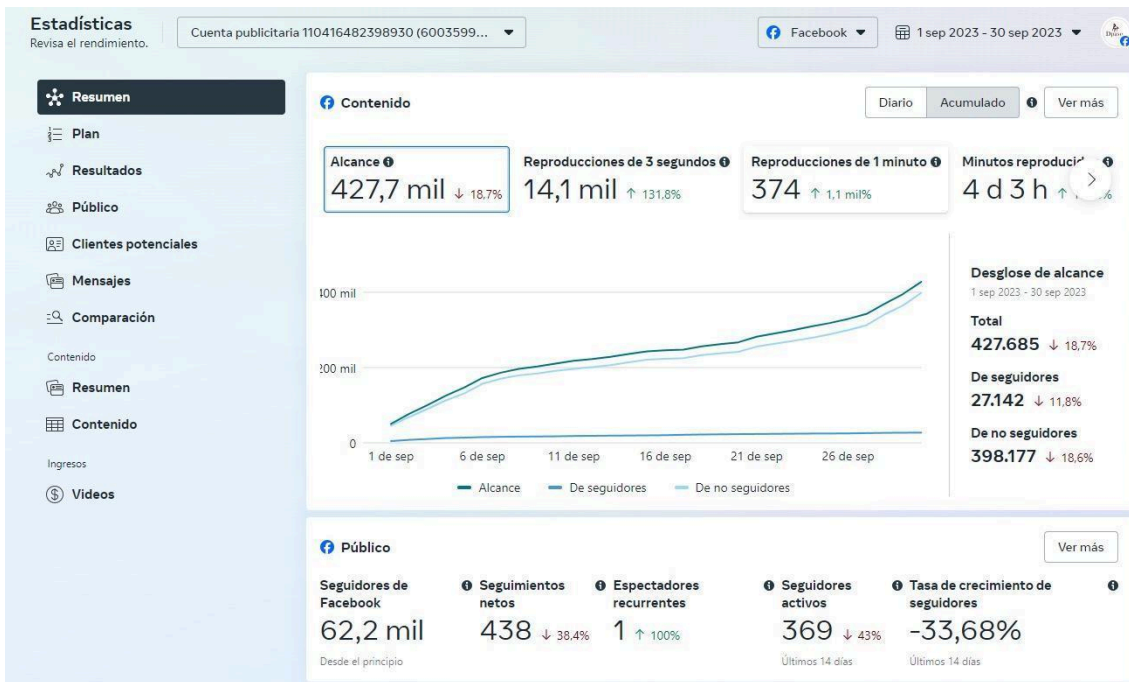 Estadísticas
Revisa el rendimiento.
Cuenta publicitaria 110416482398930 (6003599...
Facebook
1 sep 2023 - 30 sep 2023
Resumen
Plan
Resultados
Público
Clientes potenciales
Mensajes
Comparación
Contenido
Resumen
Contenido
Ingresos
Videos
Contenido
Diario
Acumulado
Ver más
Alcance
427,7 mil ↓ 18.7%
Reproducciones de 3 segundos
14,1 mil ↑ 131.8%
Reproducciones de 1 minuto
374 ↑ 1,1 mil%
Minutos
4 d 3 h ↑
400 mil
200 mil
0
1 de sep
6 de sep
11 de sep
16 de sep
21 de sep
26 de sep
Alcance
De seguidores
De no seguidores
Desglose de alcance
1 sep 2023 - 30 sep 2023
Total
427.685 ↓ 18,7%
De seguidores
27.142 ↓ 11,8%
De no seguidores
398.177 ↓ 18,6%
Público
Ver más
Seguidores de
Facebook
62,2 mil
Desde el principio
Seguimientos
netos
438 ↓ 38,4%
Espectadores
recurrentes
1 ↑ 100%
Seguidores
activos
369 ↓ 43%
Últimos 14 días
Tasa de crecimiento de
seguidores
-33,68%
Últimos 14 días